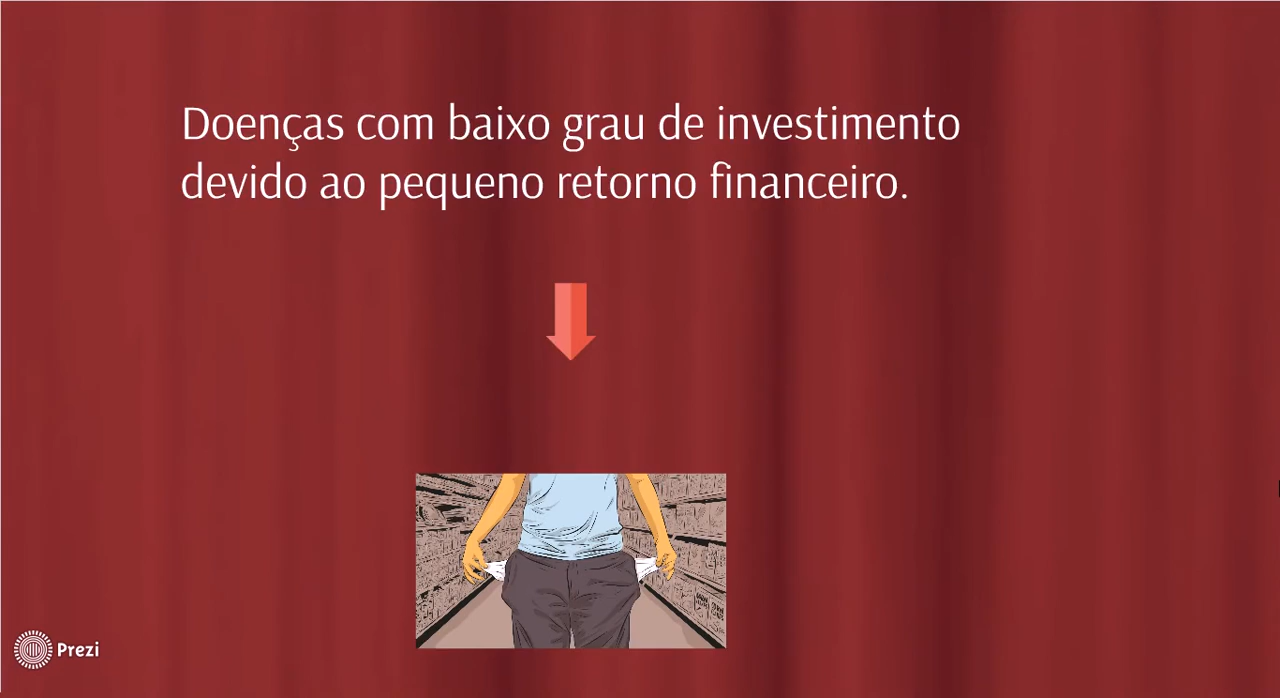 Doenças com baixo grau de investimento
devido ao pequeno retorno financeiro.
Prezi